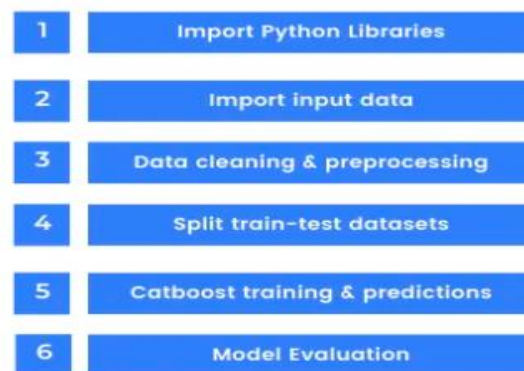 1 Import Python Libraries
2 Import input data
3 Data cleaning & preprocessing
4 Split train-test datasets
5 Catboost training & predictions
6 Model Evaluation